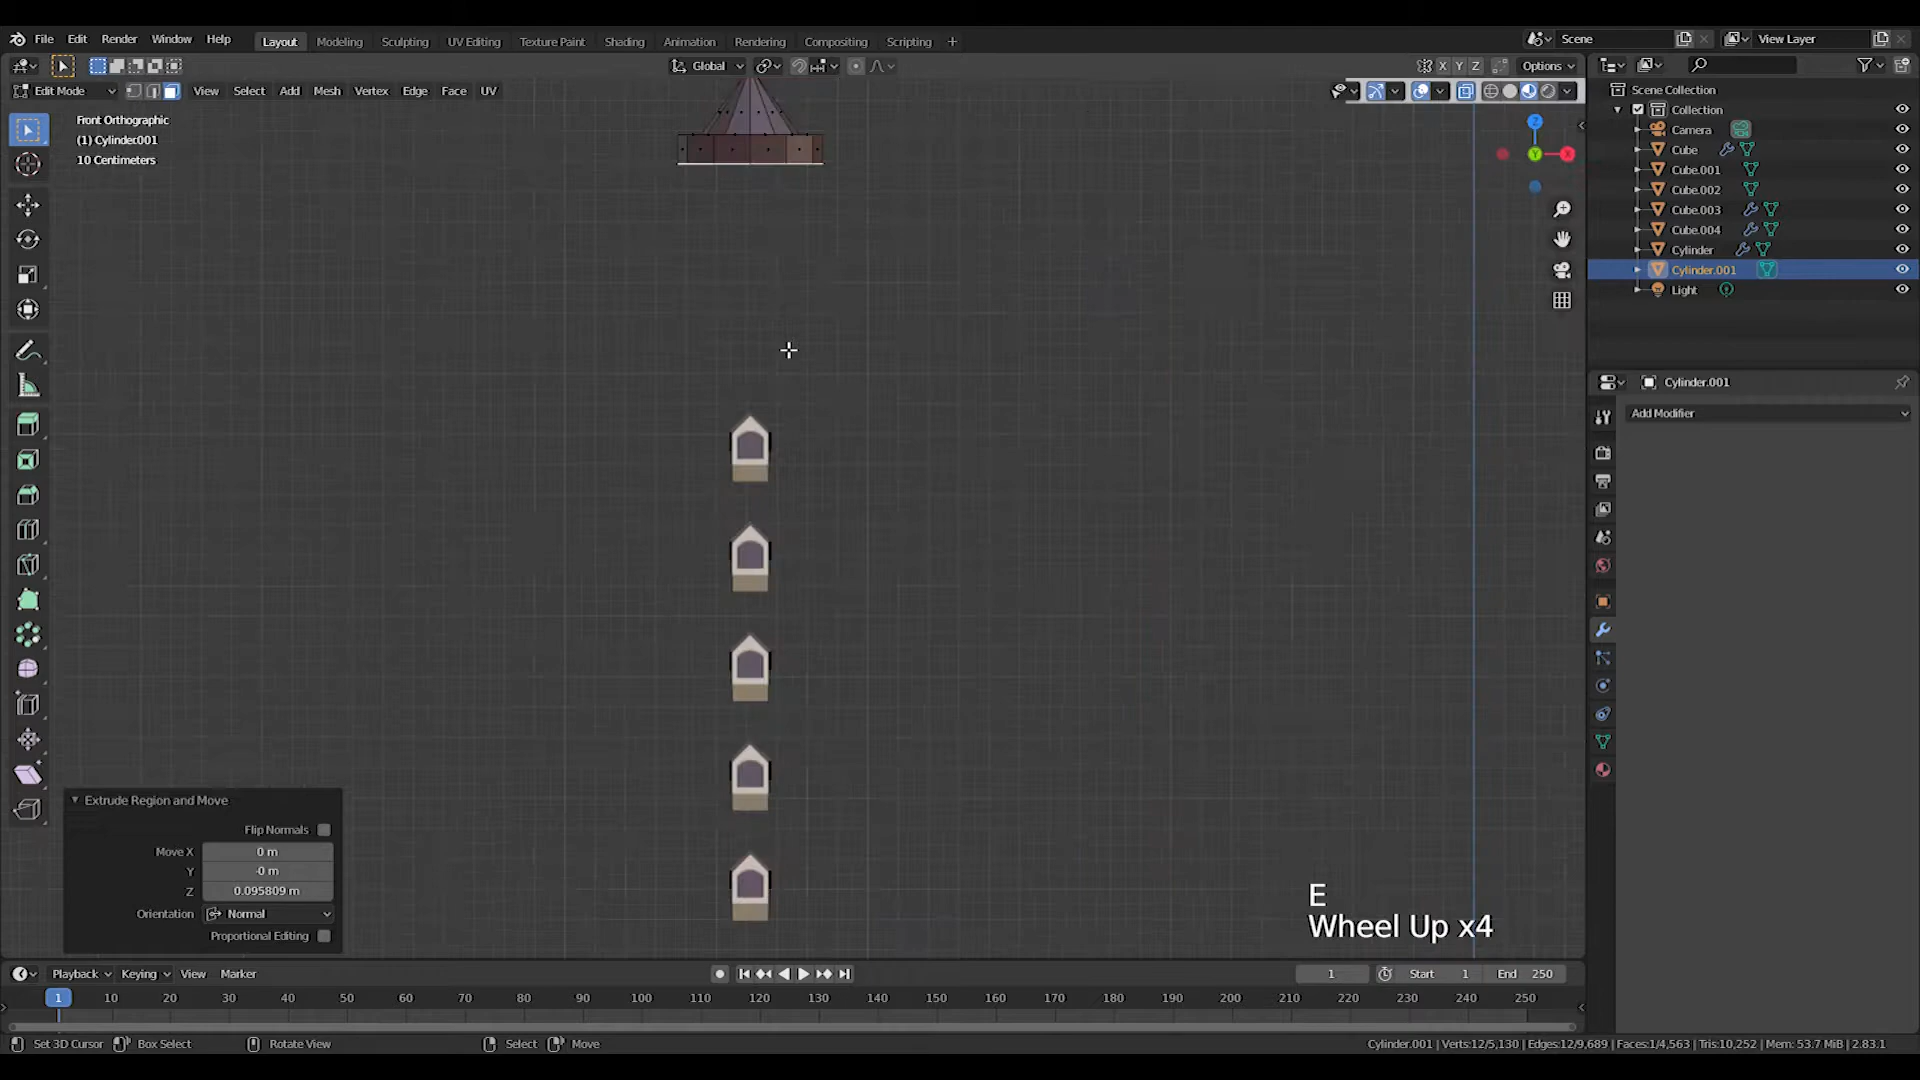 File Edit Render Window Help Layout Modeling Sculpting UV Editing Texture Paint Shading Animation Rendering Compositing Scripting + Scene View Layer
Global X Y Z Options
Edit Mode View Select Add Mesh Vertex Edge Face UV
Front Orthographic
(1) Cylinder.001
10 Centimeters
Z
X
Y
Scene Collection
Collection
Camera
Cube
Cube.001
Cube.002
Cube.003
Cube.004
Cylinder
Cylinder.001
Light
Cylinder.001
Add Modifier
Extrude Region and Move
Flip Normals
Move X 0 m
Y -0 m
Z 0.095809 m
Orientation Normal
Proportional Editing
E
Wheel Up x4
Playback Keying View Marker 1 Start 1 End 250
1 10 20 30 40 50 60 70 80 90 100 110 120 130 140 150 160 170 180 190 200 210 220 230 240 250
Set 3D Cursor Box Select Rotate View Select Move Cylinder.001 | Verts:12/5,130 | Edges:12/9,689 | Faces:1/4,563 | Tris:10,252 | Mem: 53.7 MiB | 2.83.1